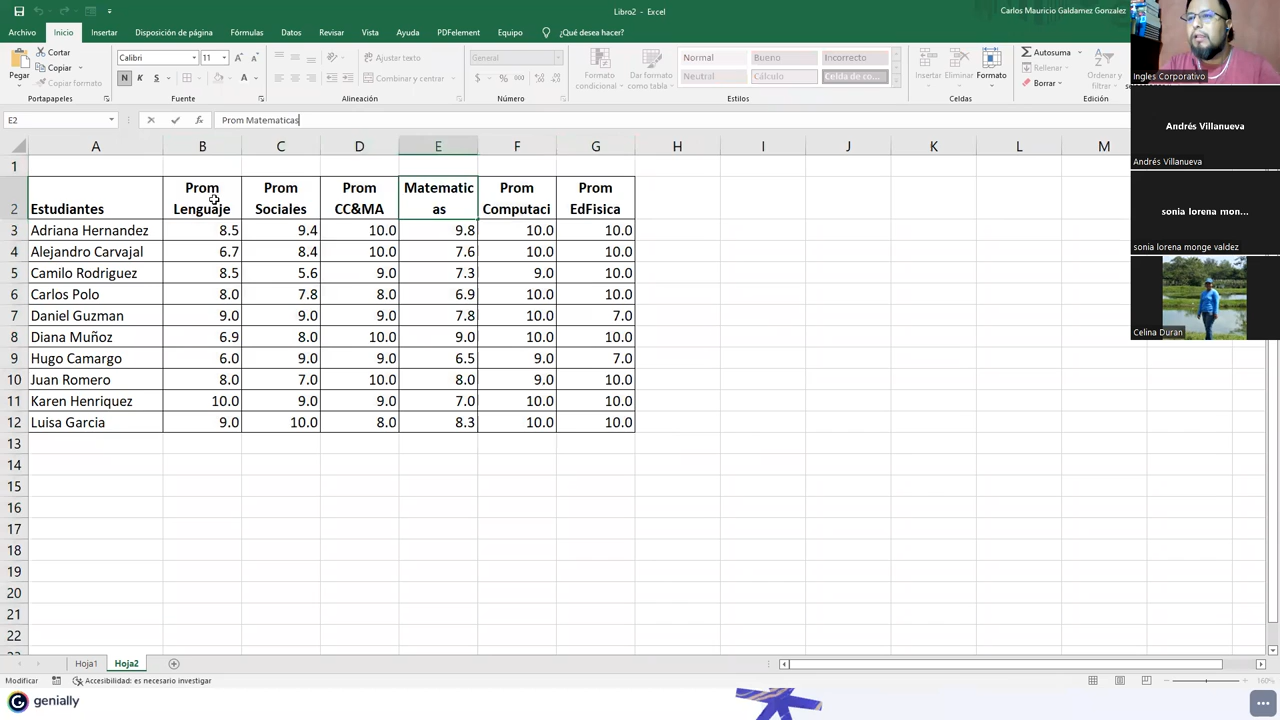 Libro2 - Excel
Carlos Mauricio Galdamez Gonzalez
Archivo Inicio Insertar Disposición de página Fórmulas Datos Revisar Vista Ayuda PDFelement Equipo ¿Qué desea hacer?
Pegar
Cortar
Copiar
Copiar formato
Portapapeles
Calibri 11
N K S
Fuente
Ajustar texto
Combinar y centrar
Alineación
General
$ % 000
Número
Formato condicional
Dar formato como tabla
Normal Bueno Incorrecto
Neutral Cálculo Celda de co...
Estilos
Insertar Eliminar Formato
Celdas
Autosuma
Rellenar
Borrar
Ordenar y filtrar
Edición
E2 fx Prom Matematicas
A B C D E F G H I J K L M
1
2 Estudiantes Prom Lenguaje Prom Sociales Prom CC&MA Matematicas Prom Computaci Prom EdFisica
3 Adriana Hernandez 8.5 9.4 10.0 9.8 10.0 10.0
4 Alejandro Carvajal 6.7 8.4 10.0 7.6 10.0 10.0
5 Camilo Rodriguez 8.5 5.6 9.0 7.3 9.0 10.0
6 Carlos Polo 8.0 7.8 8.0 6.9 10.0 10.0
7 Daniel Guzman 9.0 9.0 9.0 7.8 10.0 7.0
8 Diana Muñoz 6.9 8.0 10.0 9.0 10.0 10.0
9 Hugo Camargo 6.0 9.0 9.0 6.5 9.0 7.0
10 Juan Romero 8.0 7.0 10.0 8.0 9.0 10.0
11 Karen Henriquez 10.0 9.0 9.0 7.0 10.0 10.0
12 Luisa Garcia 9.0 10.0 8.0 8.3 10.0 10.0
13
14
15
16
17
18
19
20
21
22
Hoja1 Hoja2
Modificar Accesibilidad: es necesario investigar
160%
genially
Ingles Corporativo
Andrés Villanueva
Andrés Villanueva
sonia lorena mon...
sonia lorena monge valdez
Celina Duran